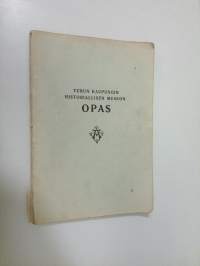 TURUN KAUPUNGIN
HISTORIALLISEN MUSEON
OPAS